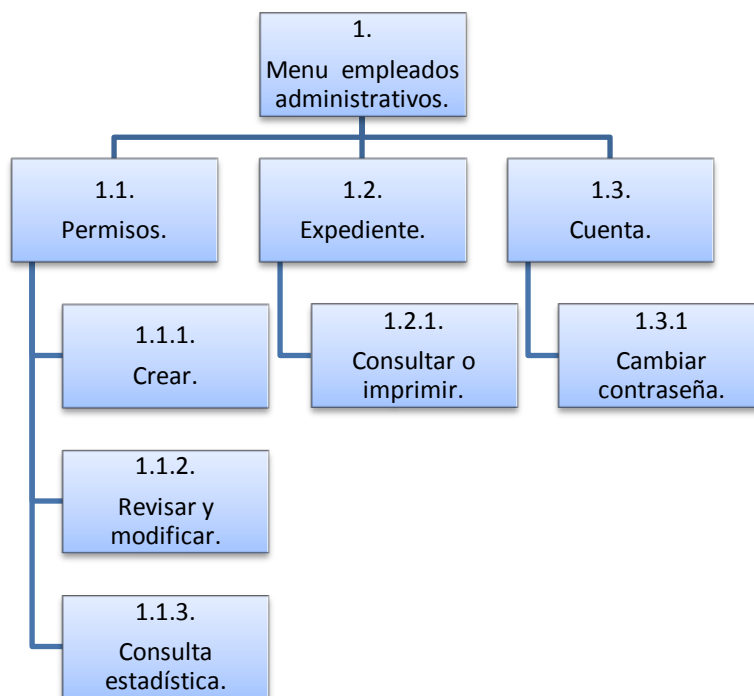 1.
Menu empleados
administrativos.
1.1.
Permisos.
1.2.
Expediente.
1.3.
Cuenta.
1.1.1.
Crear.
1.2.1.
Consultar o
imprimir.
1.3.1
Cambiar
contraseña.
1.1.2.
Revisar y
modificar.
1.1.3.
Consulta
estadística.